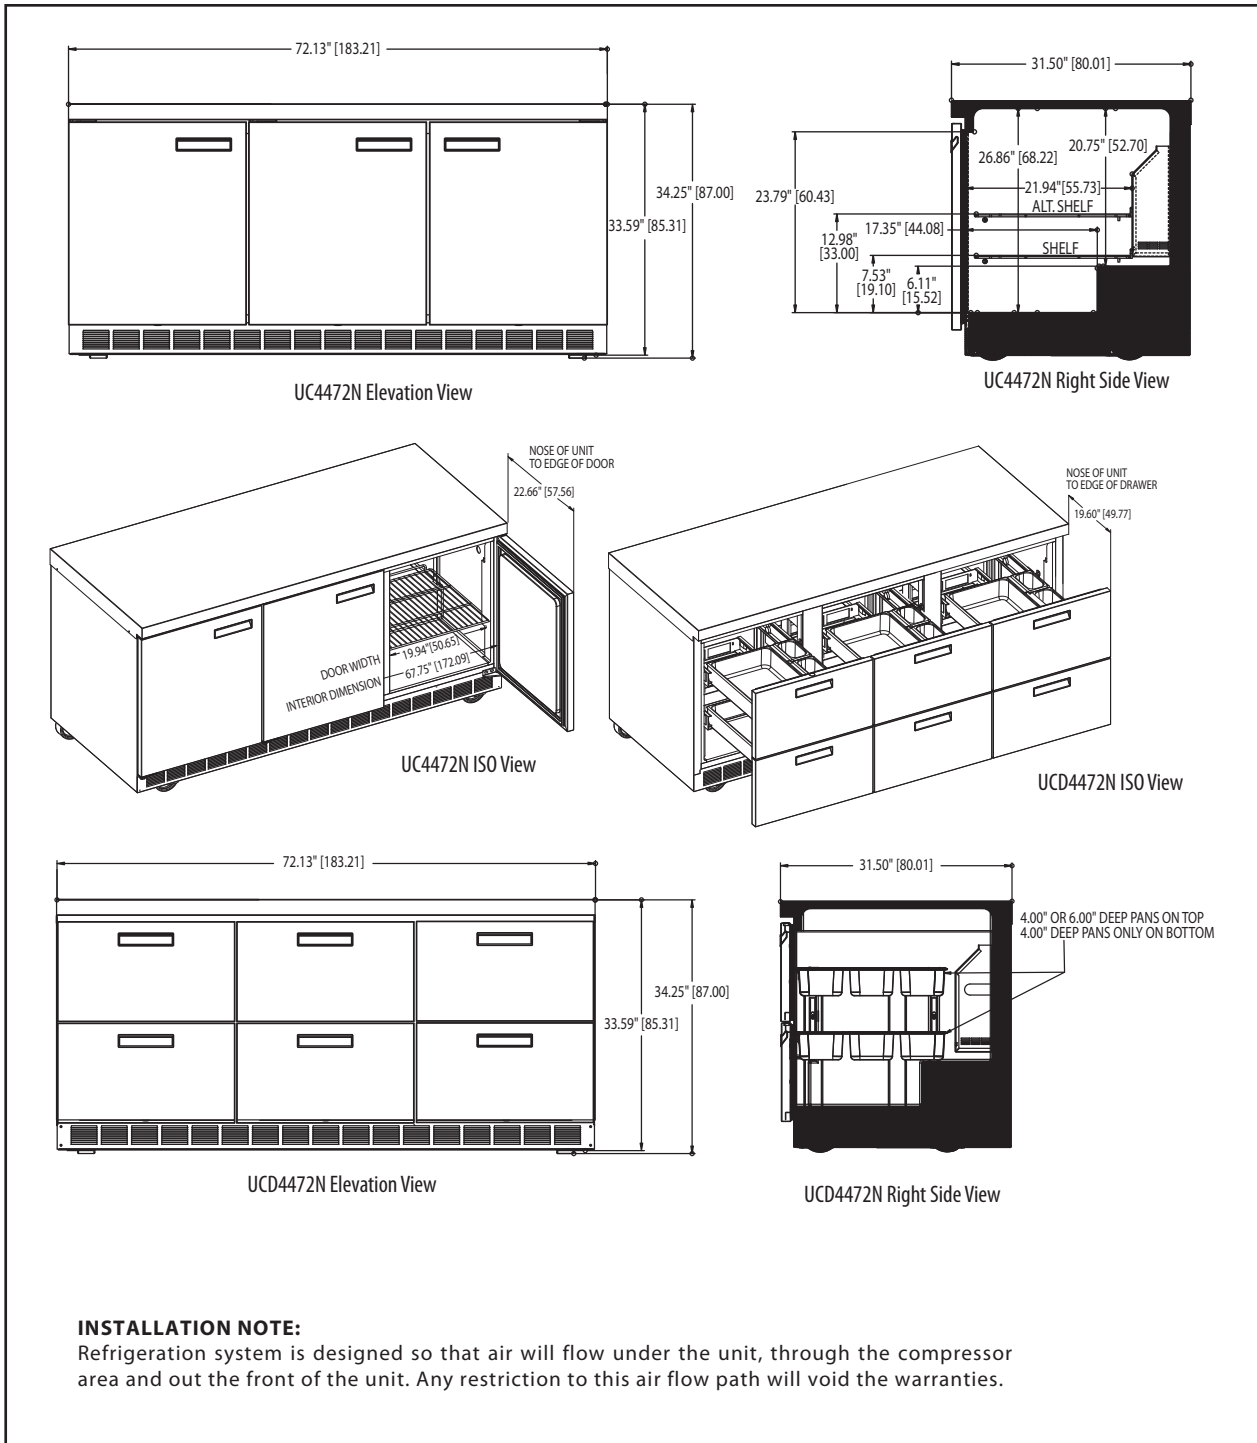 72.13" [183.21]
34.25" [87.00]
33.59" [85.31]
UC4472N Elevation View
31.50" [80.01]
20.75" [52.70]
26.86" [68.22]
23.79" [60.43]
21.94"[55.73]
ALT. SHELF
17.35" [44.08]
12.98"
[33.00]
SHELF
7.53"
[19.10]
6.11"
[15.52]
UC4472N Right Side View
NOSE OF UNIT
TO EDGE OF DOOR
22.66" [57.56]
DOOR WIDTH
19.94"[50.65]
INTERIOR DIMENSION
67.75" [172.09]
UC4472N ISO View
NOSE OF UNIT
TO EDGE OF DRAWER
19.60" [49.77]
UCD4472N ISO View
72.13" [183.21]
34.25" [87.00]
33.59" [85.31]
UCD4472N Elevation View
31.50" [80.01]
4.00" OR 6.00" DEEP PANS ON TOP
4.00" DEEP PANS ONLY ON BOTTOM
UCD4472N Right Side View
INSTALLATION NOTE:
Refrigeration system is designed so that air will flow under the unit, through the compressor
area and out the front of the unit. Any restriction to this air flow path will void the warranties.